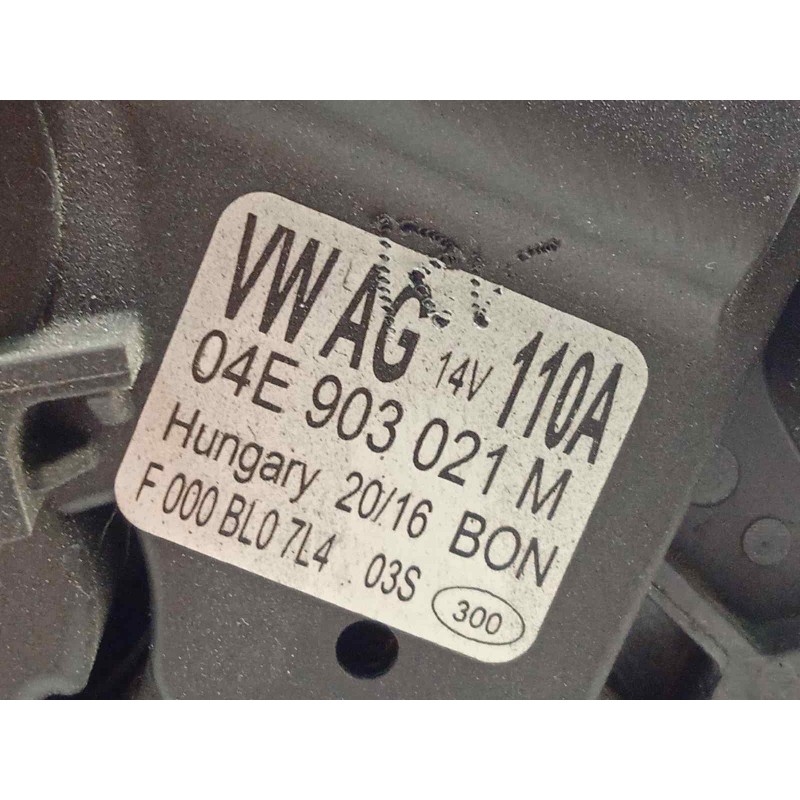 VW AG 14V 110A
04E 903 021 M
Hungary 20/16 BON
F 000 BL0 7L4 03S 300